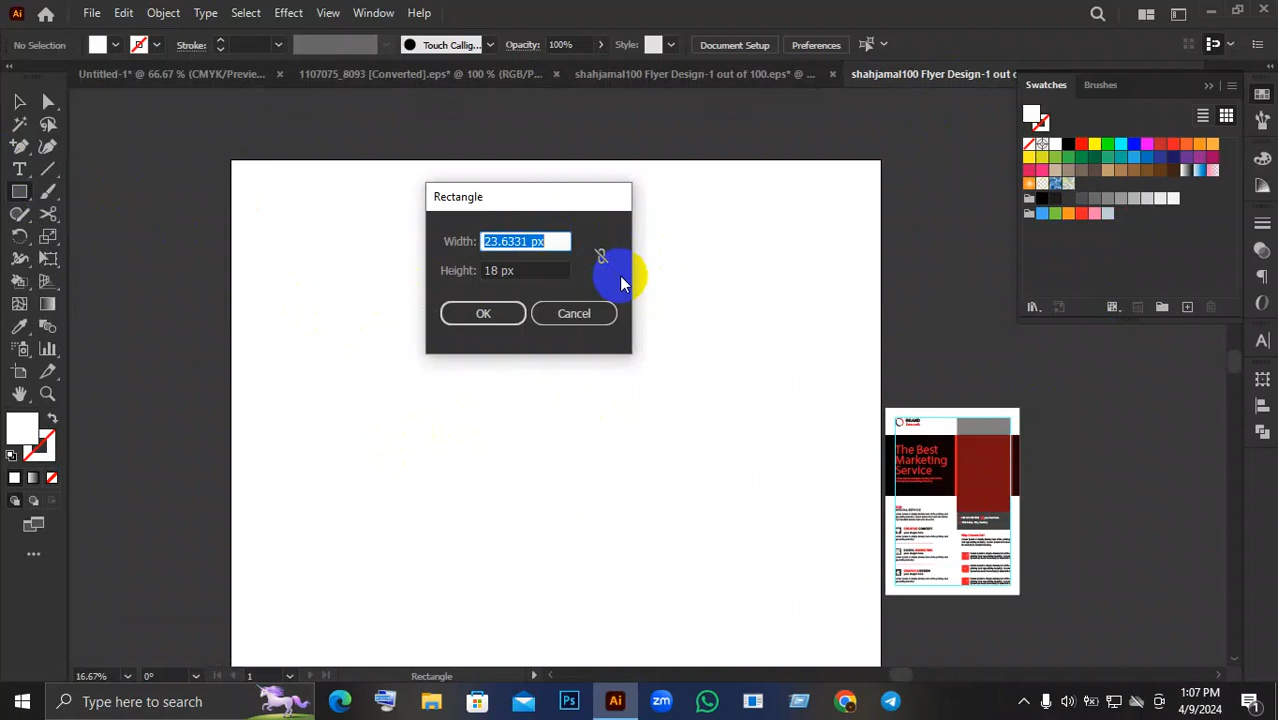 File Edit Object Type Select Effect View Window Help
No Selection Stroke: Touch Callig... Opacity: 100% Style: Document Setup Preferences
Untitled-1* @ 66.67 % (CMYK/Preview... × 1107075_8093 [Converted].eps* @ 100 % (RGB/P... × shahjamal100 Flyer Design-1 out of 100.eps* @ ... × shahjamal100 Flyer Design-1 out o
Swatches Brushes
Rectangle
Width: 23.6331 px
Height: 18 px
OK Cancel
The Best
Marketing
Service
16.67% 0° 1 Rectangle
Type here to search
1:07 PM
4/9/2024